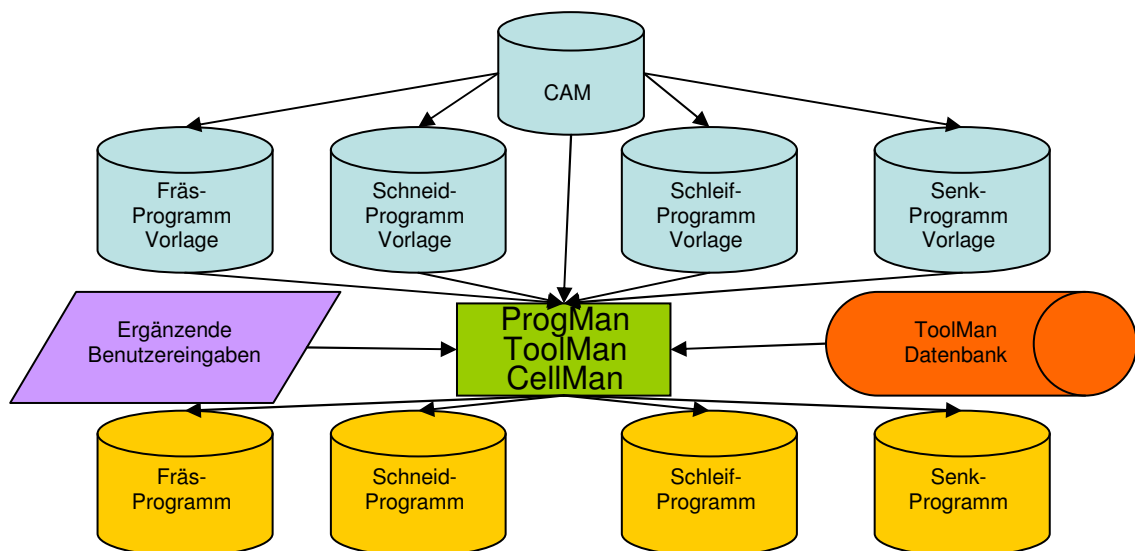 CAM
Fräs-
Programm
Vorlage
Schneid-
Programm
Vorlage
Schleif-
Programm
Vorlage
Senk-
Programm
Vorlage
Ergänzende
Benutzereingaben
ProgMan
ToolMan
CellMan
ToolMan
Datenbank
Fräs-
Programm
Schneid-
Programm
Schleif-
Programm
Senk-
Programm